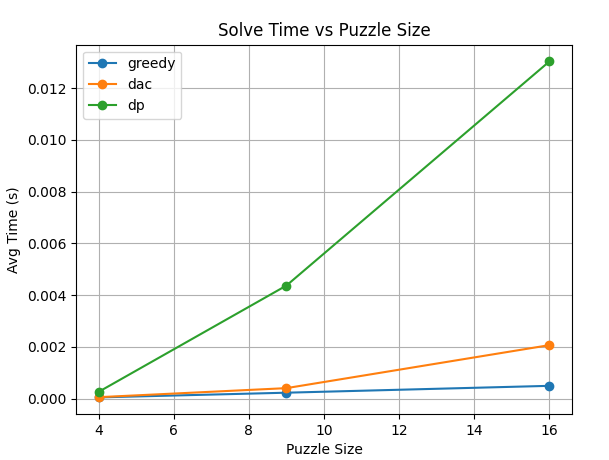 Solve Time vs Puzzle Size
greedy
dac
dp
Avg Time (s)
0.012
0.010
0.008
0.006
0.004
0.002
0.000
4 6 8 10 12 14 16
Puzzle Size